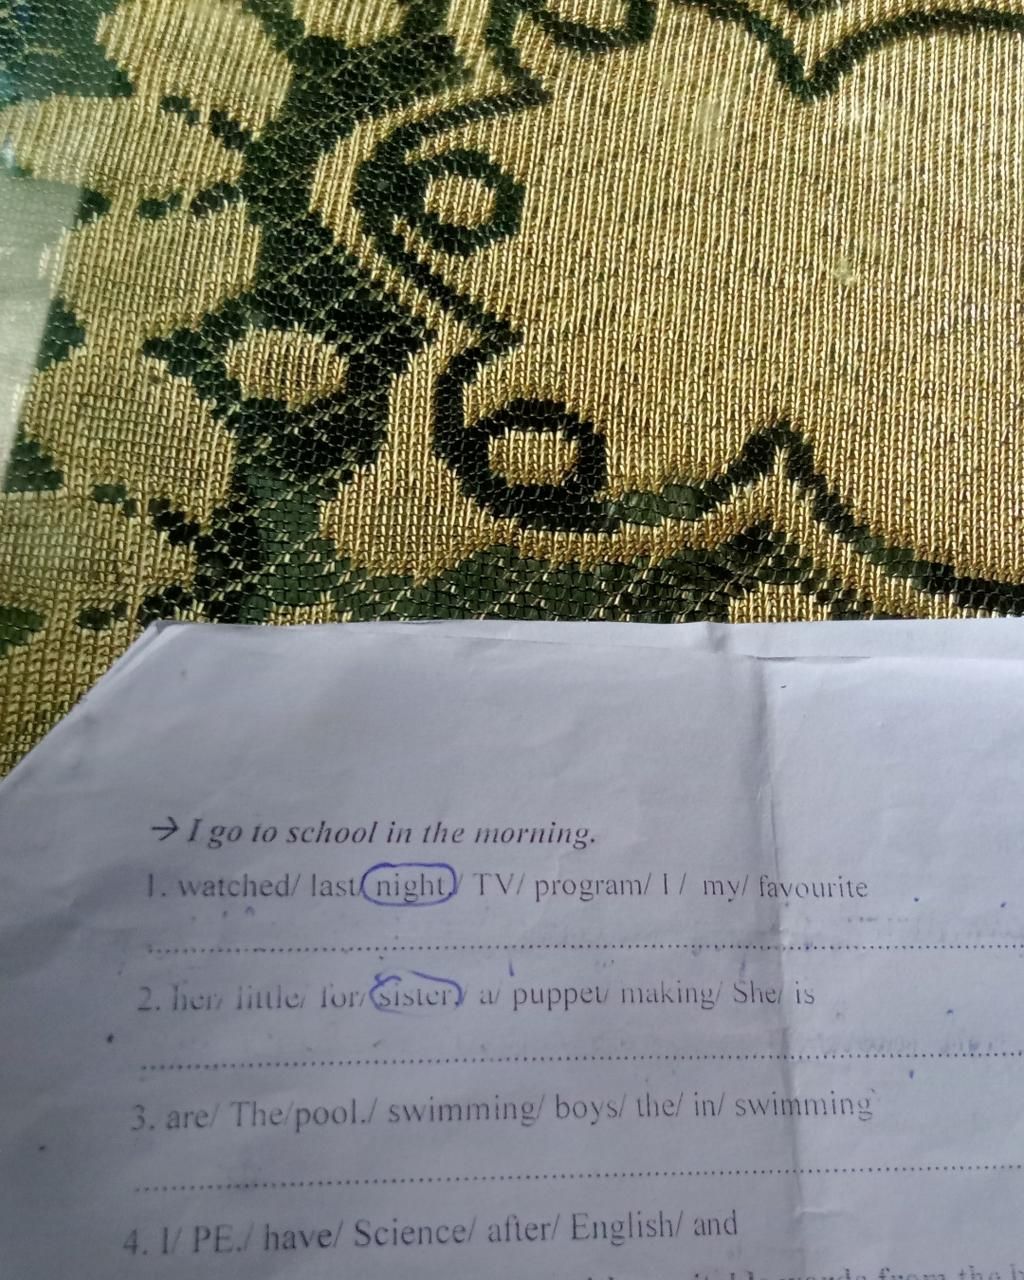 → I go to school in the morning.
1. watched/ last/ night./ TV/ program/ I / my/ favourite
2. her/ little/ for/ sister./ a/ puppet/ making/ She/ is
3. are/ The/pool./ swimming/ boys/ the/ in/ swimming
4. I/ PE./ have/ Science/ after/ English/ and
from the